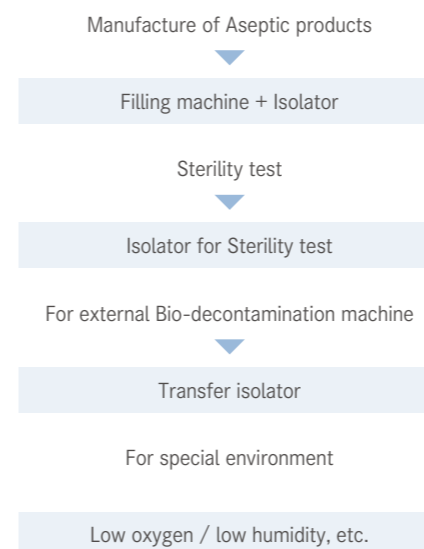 Manufacture of Aseptic products
Filling machine + Isolator
Sterility test
Isolator for Sterility test
For external Bio-decontamination machine
Transfer isolator
For special environment
Low oxygen / low humidity, etc.